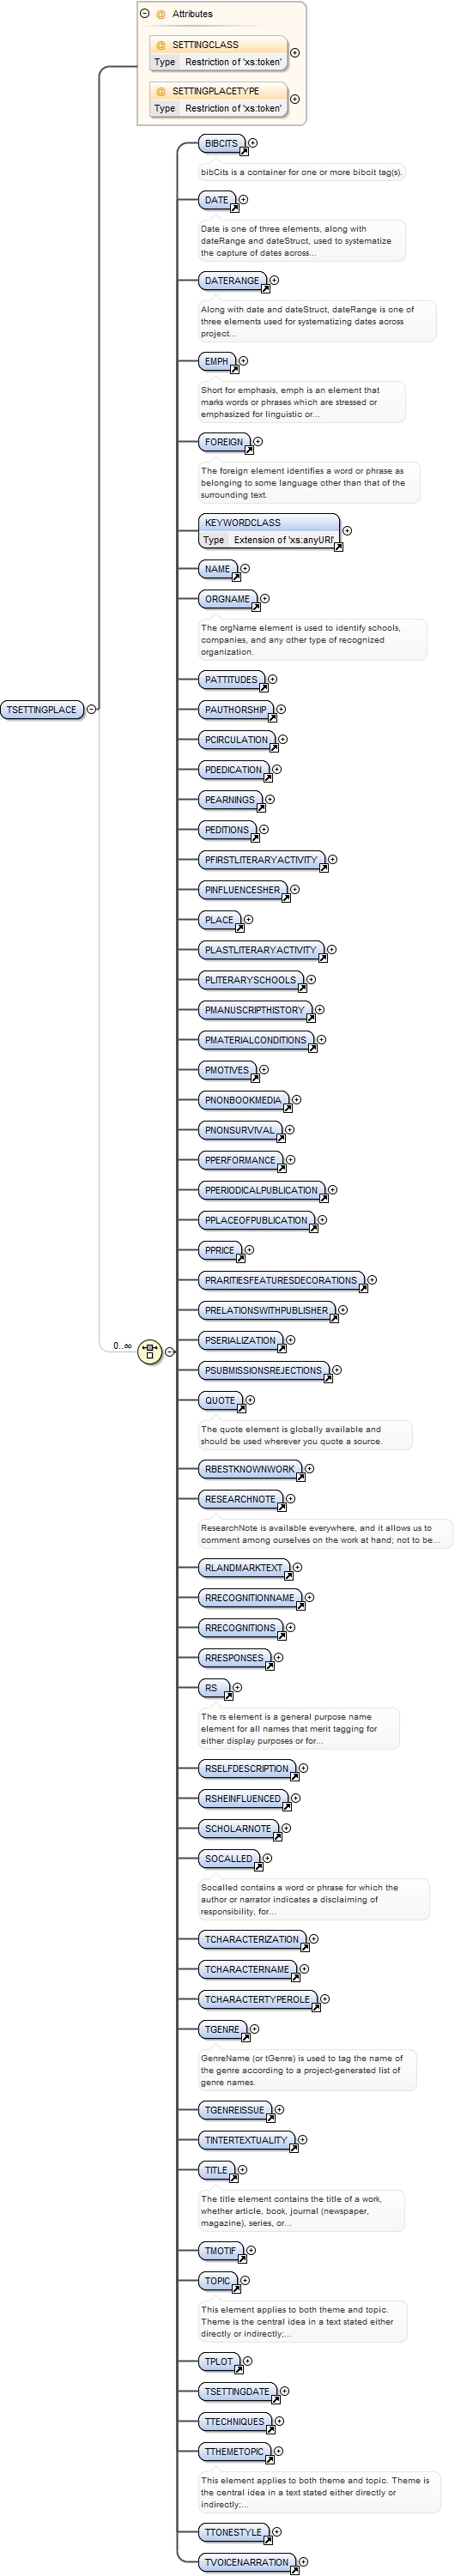 Attributes
SETTINGCLASS
Type Restriction of 'xs:token'
SETTINGPLACETYPE
Type Restriction of 'xs:token'
BIBCITS
bibCits is a container for one or more bibcit tag(s).
DATE
Date is one of three elements, along with
dateRange and dateStruct, used to systematize
the capture of dates across...
DATERANGE
Along with date and dateStruct, dateRange is one of
three elements used for systematizing dates across
project...
EMPH
Short for emphasis, emph is an element that
marks words or phrases which are stressed or
emphasized for linguistic or...
FOREIGN
The foreign element identifies a word or phrase as
belonging to some language other than that of the
surrounding text.
KEYWORDCLASS
Type Extension of 'xs:anyURI'
NAME
ORGNAME
The orgName element is used to identify schools,
companies, and any other type of recognized
organization.
PATTITUDES
TSETTINGPLACE
PAUTHORSHIP
PCIRCULATION
PDEDICATION
PEARNINGS
PEDITIONS
PFIRSTLITERARYACTIVITY
PINFLUENCESHER
PLACE
PLASTLITERARYACTIVITY
PLITERARYSCHOOLS
PMANUSCRIPTHISTORY
PMATERIALCONDITIONS
PMOTIVES
PNONBOOKMEDIA
PNONSURVIVAL
PPERFORMANCE
PPERIODICALPUBLICATION
PPLACEOFPUBLICATION
PPRICE
PRARITIESFEATURESDECORATIONS
PRELATIONSWITHPUBLISHER
PSERIALIZATION
0..∞
PSUBMISSIONSREJECTIONS
QUOTE
The quote element is globally available and
should be used wherever you quote a source.
RBESTKNOWNWORK
RESEARCHNOTE
ResearchNote is available everywhere, and it allows us to
comment among ourselves on the work at hand; not to be...
RLANDMARKTEXT
RRECOGNITIONNAME
RRECOGNITIONS
RRESPONSES
RS
The rs element is a general purpose name
element for all names that merit tagging for
either display purposes or for...
RSELFDESCRIPTION
RSHEINFLUENCED
SCHOLARNOTE
SOCALLED
Socalled contains a word or phrase for which the
author or narrator indicates a disclaiming of
responsibility, for...
TCHARACTERIZATION
TCHARACTERNAME
TCHARACTERTYPEROLE
TGENRE
GenreName (or tGenre) is used to tag the name of
the genre according to a project-generated list of
genre names.
TGENREISSUE
TINTERTEXTUALITY
TITLE
The title element contains the title of a work,
whether article, book, journal (newspaper,
magazine), series, or...
TMOTIF
TOPIC
This element applies to both theme and topic.
Theme is the central idea in a text stated either
directly or indirectly;...
TPLOT
TSETTINGDATE
TTECHNIQUES
TTHEMETOPIC
This element applies to both theme and topic. Theme is
the central idea in a text stated either directly or
indirectly;...
TTONESTYLE
TVOICENARRATION